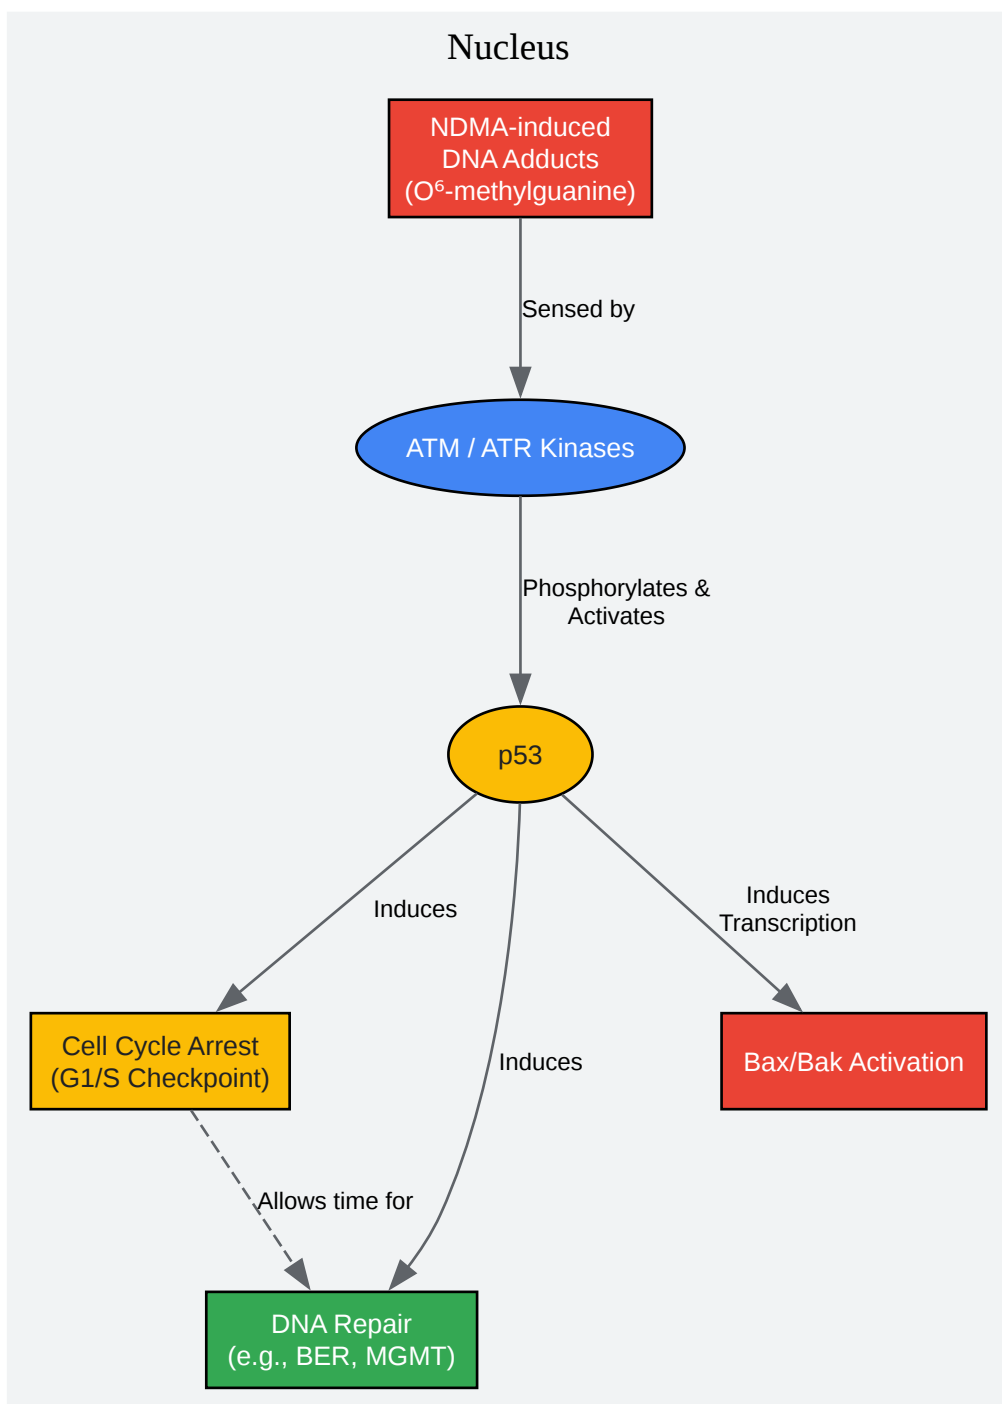 Nucleus
NDMA-induced
DNA Adducts
(O⁶-methylguanine)
Sensed by
ATM / ATR Kinases
Phosphorylates &
Activates
p53
Induces
Induces
Transcription
Cell Cycle Arrest
(G1/S Checkpoint)
Induces
Bax/Bak Activation
Allows time for
DNA Repair
(e.g., BER, MGMT)